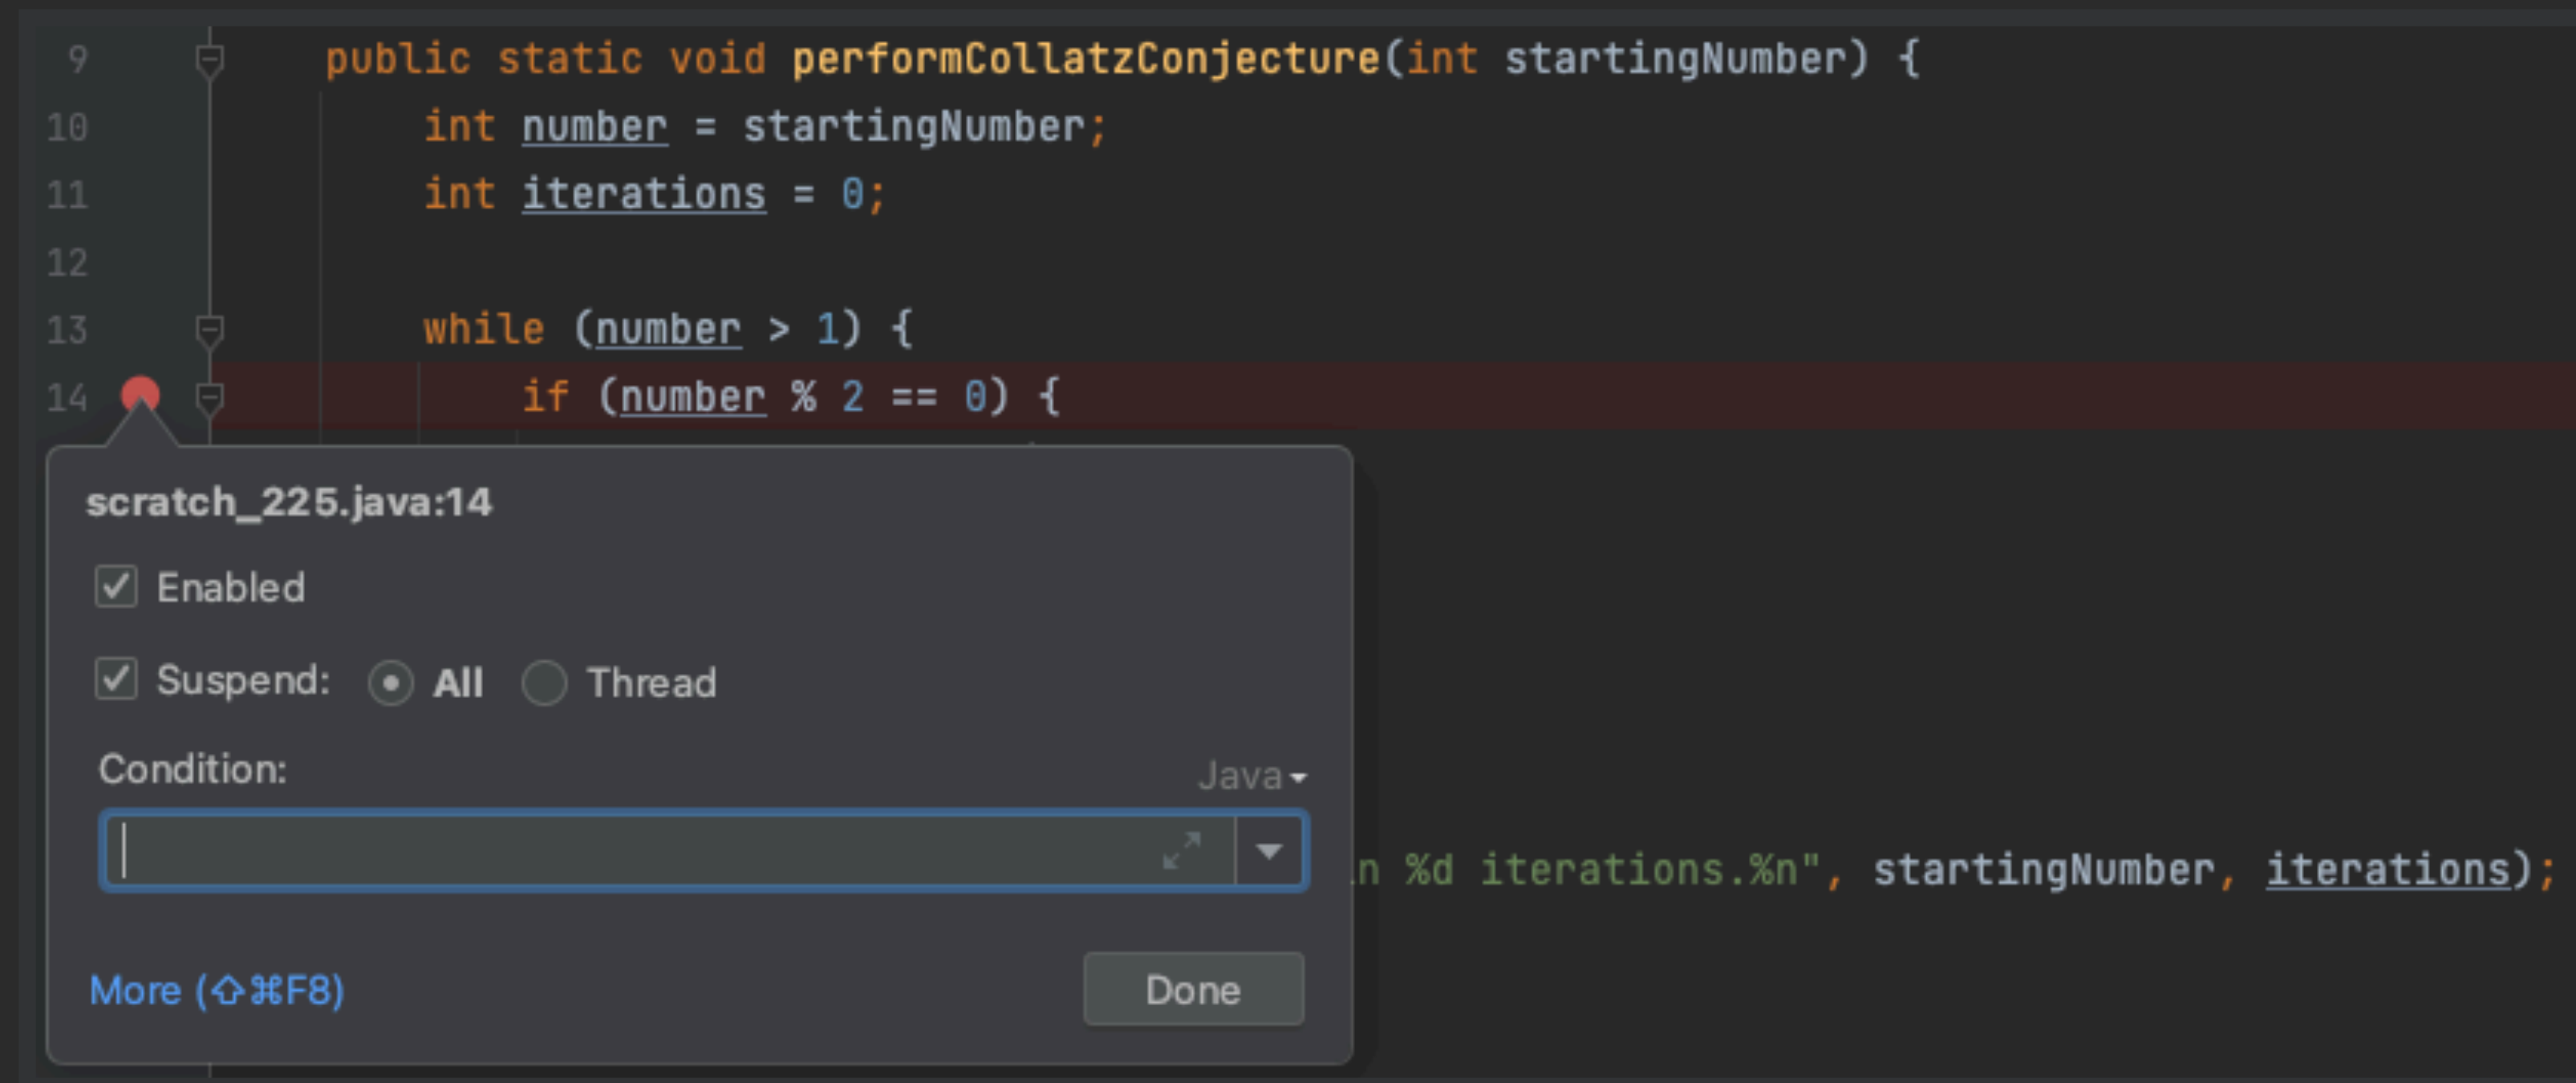 9 public static void performCollatzConjecture(int startingNumber) {
10 int number = startingNumber;
11 int iterations = 0;
12
13 while (number > 1) {
14 if (number % 2 == 0) {
scratch_225.java:14
Enabled
Suspend: All Thread
Condition: Java
%d iterations.%n", startingNumber, iterations);
More (⇧⌘F8) Done